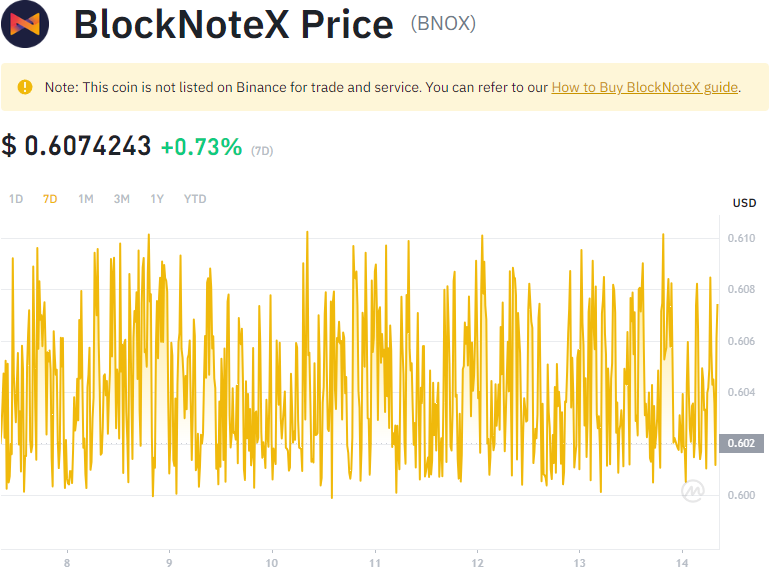 BlockNoteX Price (BNOX)
Note: This coin is not listed on Binance for trade and service. You can refer to our How to Buy BlockNoteX guide.
$ 0.6074243 +0.73% (7D)
1D 7D 1M 3M 1Y YTD
USD
0.610
0.608
0.606
0.604
0.602
0.600
8 9 10 11 12 13 14